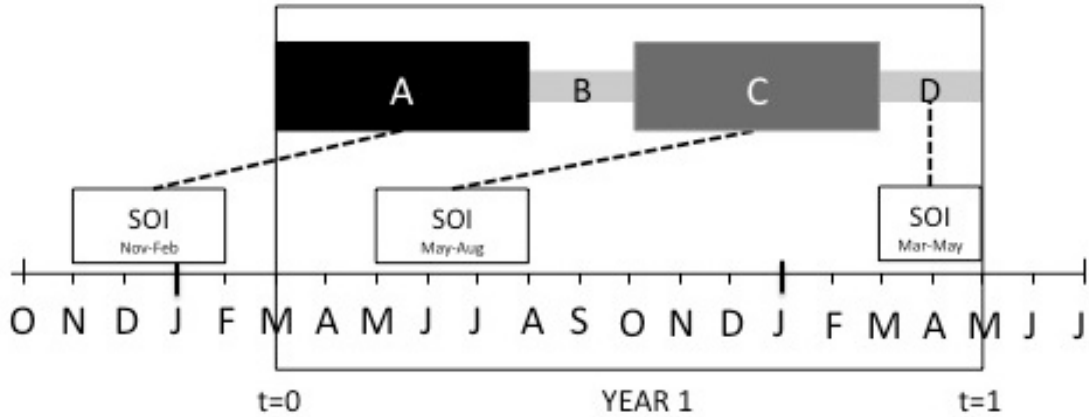 A
B
C
D
SOI
Nov-Feb
SOI
May-Aug
SOI
Mar-May
O N D J F M A M J J A S O N D J F M A M J J
t=0 YEAR 1 t=1